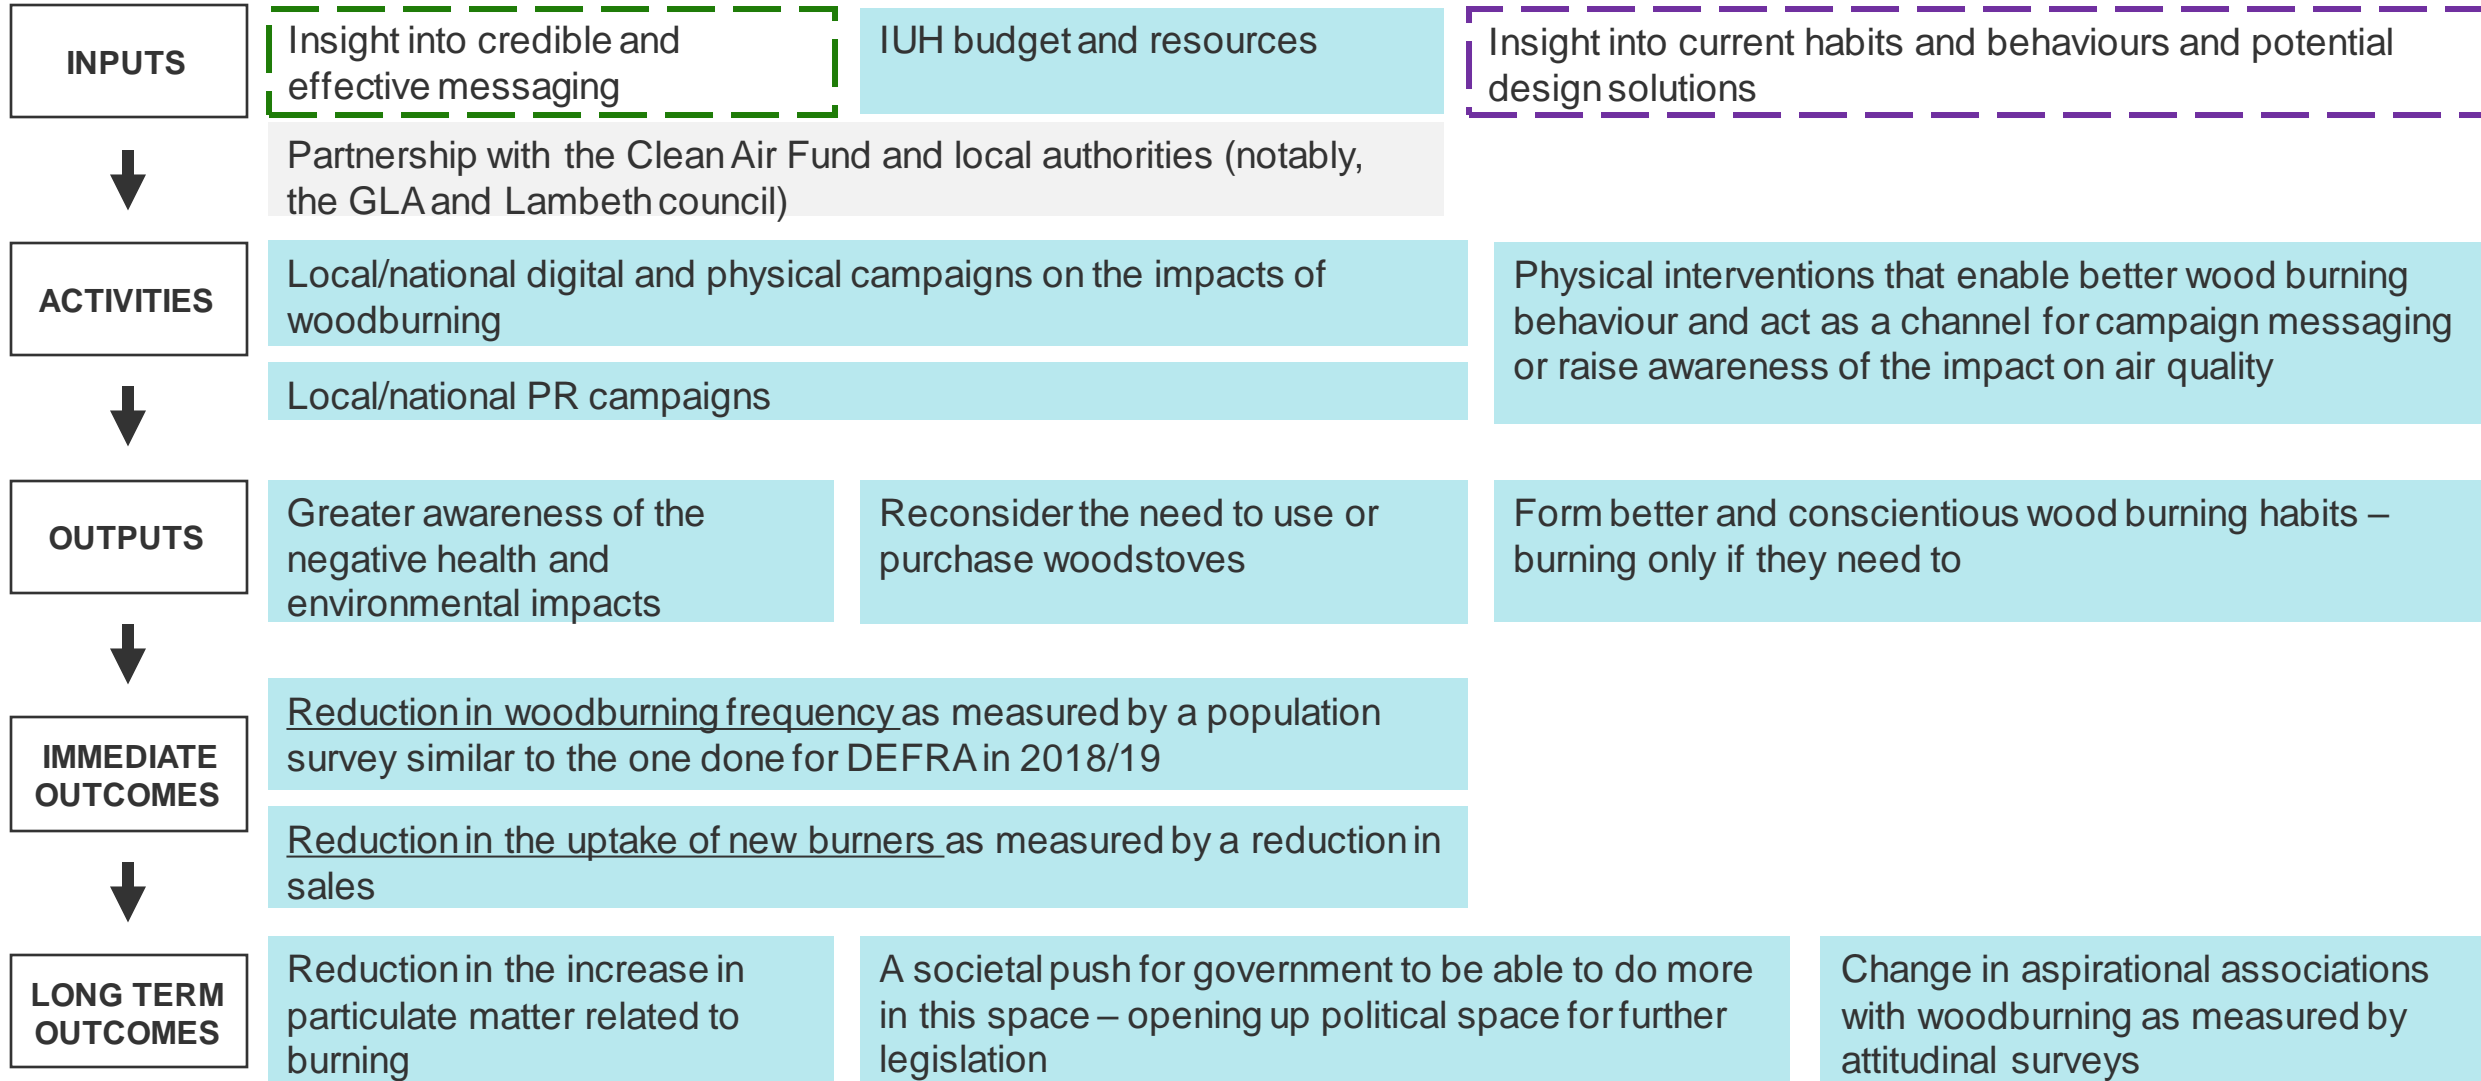 INPUTS
Insight into credible and
effective messaging
IUH budget and resources
Insight into current habits and behaviours and potential
design solutions
Partnership with the Clean Air Fund and local authorities (notably,
the GLA and Lambeth council)
ACTIVITIES
Local/national digital and physical campaigns on the impacts of
woodburning
Local/national PR campaigns
Physical interventions that enable better wood burning
behaviour and act as a channel for campaign messaging
or raise awareness of the impact on air quality
OUTPUTS
Greater awareness of the
negative health and
environmental impacts
Reconsider the need to use or
purchase woodstoves
Form better and conscientious wood burning habits –
burning only if they need to
IMMEDIATE
OUTCOMES
Reduction in woodburning frequency as measured by a population
survey similar to the one done for DEFRA in 2018/19
Reduction in the uptake of new burners as measured by a reduction in
sales
LONG TERM
OUTCOMES
Reduction in the increase in
particulate matter related to
burning
A societal push for government to be able to do more
in this space – opening up political space for further
legislation
Change in aspirational associations
with woodburning as measured by
attitudinal surveys